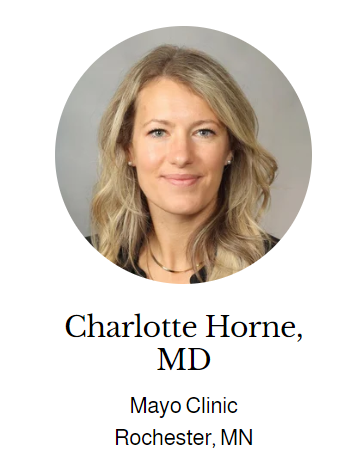 Charlotte Horne,
MD
Mayo Clinic
Rochester, MN